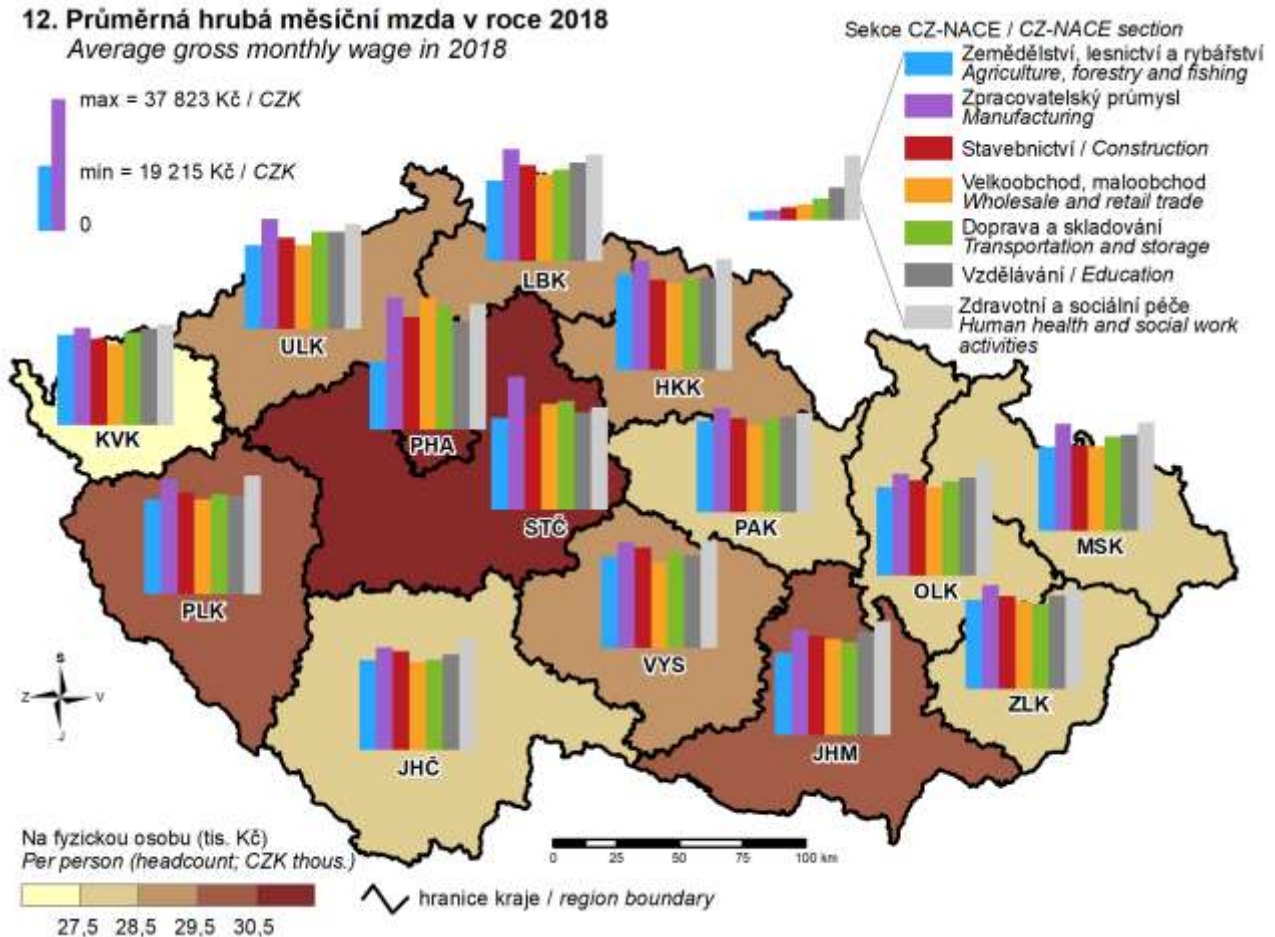 12. Průměrná hrubá měsíční mzda v roce 2018
Average gross monthly wage in 2018
max = 37 823 Kč / CZK
min = 19 215 Kč / CZK
0
Sekce CZ-NACE / CZ-NACE section
Zemědělství, lesnictví a rybářství
Agriculture, forestry and fishing
Zpracovatelský průmysl
Manufacturing
Stavebnictví / Construction
Velkoobchod, maloobchod
Wholesale and retail trade
Doprava a skladování
Transportation and storage
Vzdělávání / Education
Zdravotní a sociální péče
Human health and social work
activities
LBK
ULK
HKK
KVK
PHA
STČ
PAK
MSK
OLK
PLK
VYS
ZLK
JHČ
JHM
S
Z V
J
Na fyzickou osobu (tis. Kč)
Per person (headcount; CZK thous.)
27,5 28,5 29,5 30,5
hranice kraje / region boundary
0 25 50 75 100 km